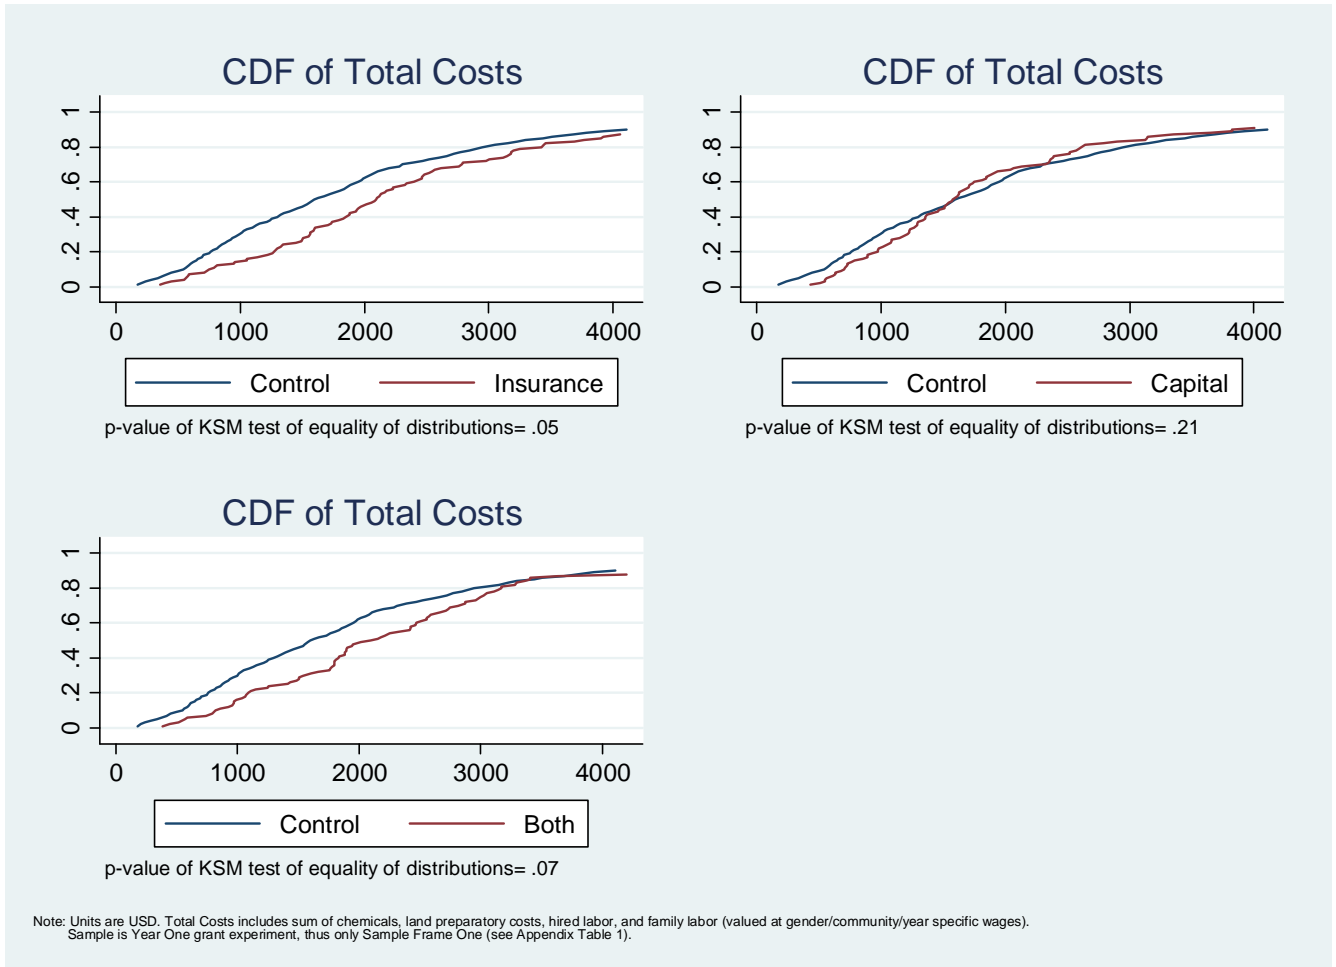 CDF of Total Costs
1
.8
.6
.4
.2
0
0 1000 2000 3000 4000
Control Insurance
p-value of KSM test of equality of distributions= .05
CDF of Total Costs
1
.8
.6
.4
.2
0
0 1000 2000 3000 4000
Control Capital
p-value of KSM test of equality of distributions= .21
CDF of Total Costs
1
.8
.6
.4
.2
0
0 1000 2000 3000 4000
Control Both
p-value of KSM test of equality of distributions= .07
Note: Units are USD. Total Costs includes sum of chemicals, land preparatory costs, hired labor, and family labor (valued at gender/community/year specific wages).
Sample is Year One grant experiment, thus only Sample Frame One (see Appendix Table 1).